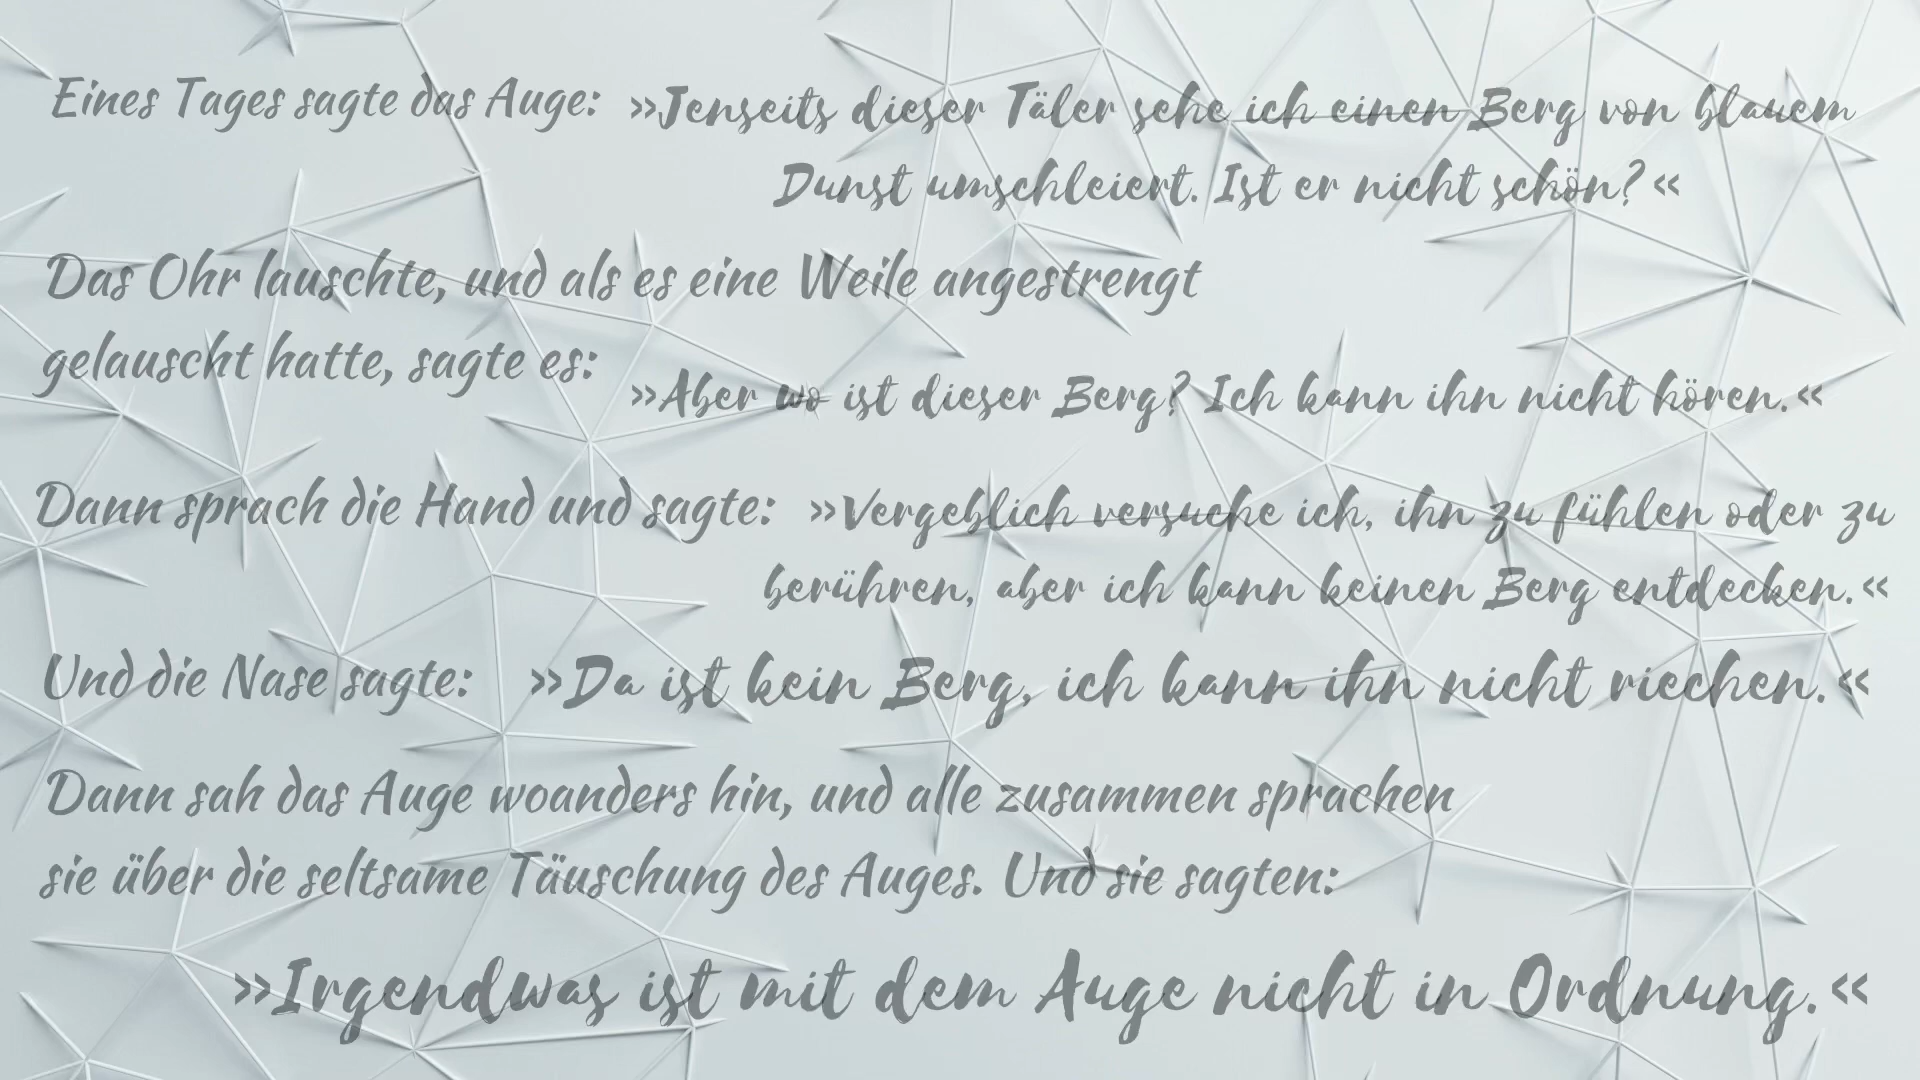 Eines Tages sagte das Auge: »Jenseits dieser Täler sehe ich einen Berg von blauem
Dunst umschleiert. Ist er nicht schön?«
Das Ohr lauschte, und als es eine Weile angestrengt
gelauscht hatte, sagte es:
»Aber wo ist dieser Berg? Ich kann ihn nicht hören.«
Dann sprach die Hand und sagte: »Vergeblich versuche ich, ihn zu fühlen oder zu
berühren, aber ich kann keinen Berg entdecken.«
Und die Nase sagte: »Da ist kein Berg, ich kann ihn nicht riechen.«
Dann sah das Auge woanders hin, und alle zusammen sprachen
sie über die seltsame Täuschung des Auges. Und sie sagten:
»Irgendwas ist mit dem Auge nicht in Ordnung.«